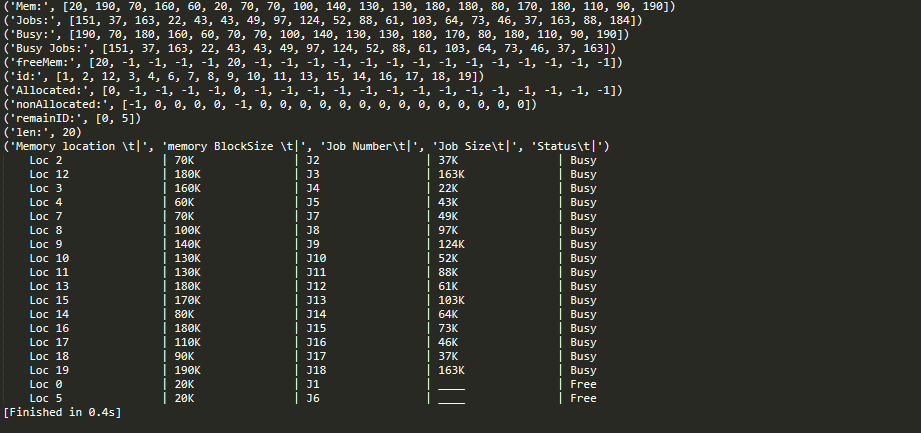 ('Mem:', [20, 190, 70, 160, 60, 20, 70, 70, 100, 140, 130, 130, 180, 180, 80, 170, 180, 110, 90, 190])
('Jobs:', [151, 37, 163, 22, 43, 43, 49, 97, 124, 52, 88, 61, 103, 64, 73, 46, 37, 163, 88, 184])
('Busy:', [190, 70, 180, 160, 60, 70, 70, 100, 140, 130, 130, 180, 170, 80, 180, 110, 90, 190])
('Busy Jobs:', [151, 37, 163, 22, 43, 43, 49, 97, 124, 52, 88, 61, 103, 64, 73, 46, 37, 163])
('freeMem:', [20, -1, -1, -1, -1, 20, -1, -1, -1, -1, -1, -1, -1, -1, -1, -1, -1, -1, -1, -1])
('id:', [1, 2, 12, 3, 4, 6, 7, 8, 9, 10, 11, 13, 15, 14, 16, 17, 18, 19])
('Allocated:', [0, -1, -1, -1, -1, 0, -1, -1, -1, -1, -1, -1, -1, -1, -1, -1, -1, -1, -1, -1])
('nonAllocated:', [-1, 0, 0, 0, 0, -1, 0, 0, 0, 0, 0, 0, 0, 0, 0, 0, 0, 0, 0, 0])
('remainID:', [0, 5])
('len:', 20)
('Memory location \t|', 'memory BlockSize \t|', 'Job Number\t|', 'Job Size\t|', 'Status\t|')
Loc 2 | 70K | J2 | 37K | Busy
Loc 12 | 180K | J3 | 163K | Busy
Loc 3 | 160K | J4 | 22K | Busy
Loc 4 | 60K | J5 | 43K | Busy
Loc 7 | 70K | J7 | 49K | Busy
Loc 8 | 100K | J8 | 97K | Busy
Loc 9 | 140K | J9 | 124K | Busy
Loc 10 | 130K | J10 | 52K | Busy
Loc 11 | 130K | J11 | 88K | Busy
Loc 13 | 180K | J12 | 61K | Busy
Loc 15 | 170K | J13 | 103K | Busy
Loc 14 | 80K | J14 | 64K | Busy
Loc 16 | 180K | J15 | 73K | Busy
Loc 17 | 110K | J16 | 46K | Busy
Loc 18 | 90K | J17 | 37K | Busy
Loc 19 | 190K | J18 | 163K | Busy
Loc 0 | 20K | J1 | ____ | Free
Loc 5 | 20K | J6 | ____ | Free
[Finished in 0.4s]